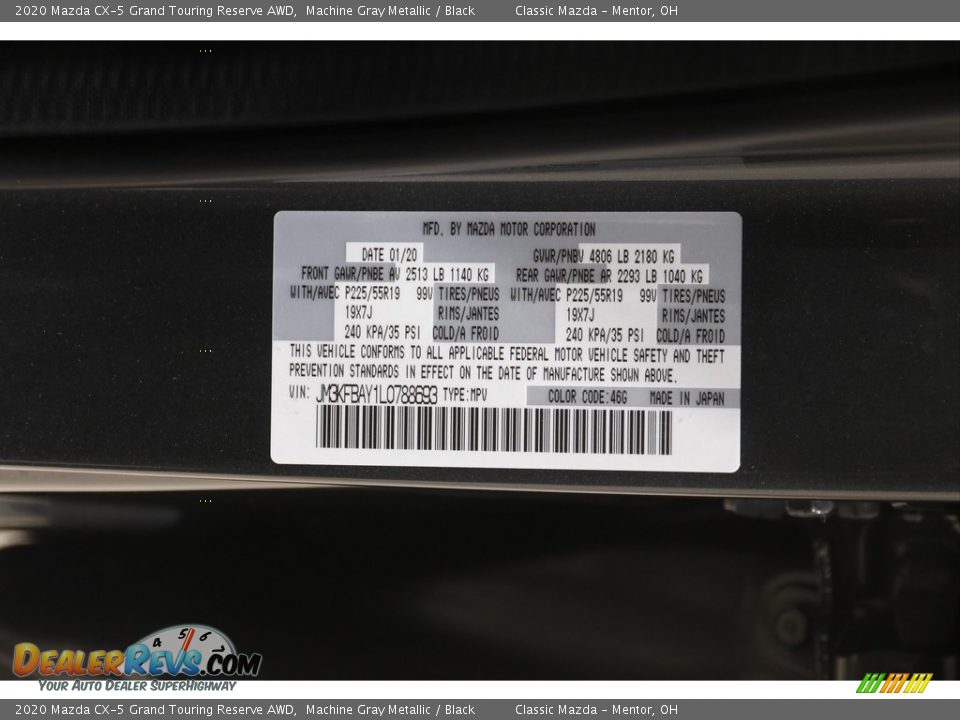 2020 Mazda CX-5 Grand Touring Reserve AWD, Machine Gray Metallic / Black Classic Mazda - Mentor, OH
MFD. BY MAZDA MOTOR CORPORATION
DATE 01/20 GVWR/PNBV 4806 LB 2180 KG
FRONT GAWR/PNBE AV 2513 LB 1140 KG REAR GAWR/PNBE AR 2293 LB 1040 KG
WITH/AVEC P225/55R19 99V TIRES/PNEUS WITH/AVEC P225/55R19 99V TIRES/PNEUS
19X7J RIMS/JANTES 19X7J RIMS/JANTES
240 KPA/35 PSI COLD/A FROID 240 KPA/35 PSI COLD/A FROID
THIS VEHICLE CONFORMS TO ALL APPLICABLE FEDERAL MOTOR VEHICLE SAFETY AND THEFT
PREVENTION STANDARDS IN EFFECT ON THE DATE OF MANUFACTURE SHOWN ABOVE.
VIN: JM3KFBAY1L0788693 TYPE:MPV COLOR CODE:46G MADE IN JAPAN
4 5 6
DEALERREVS.COM
YOUR AUTO DEALER SUPERHIGHWAY
2020 Mazda CX-5 Grand Touring Reserve AWD, Machine Gray Metallic / Black Classic Mazda - Mentor, OH